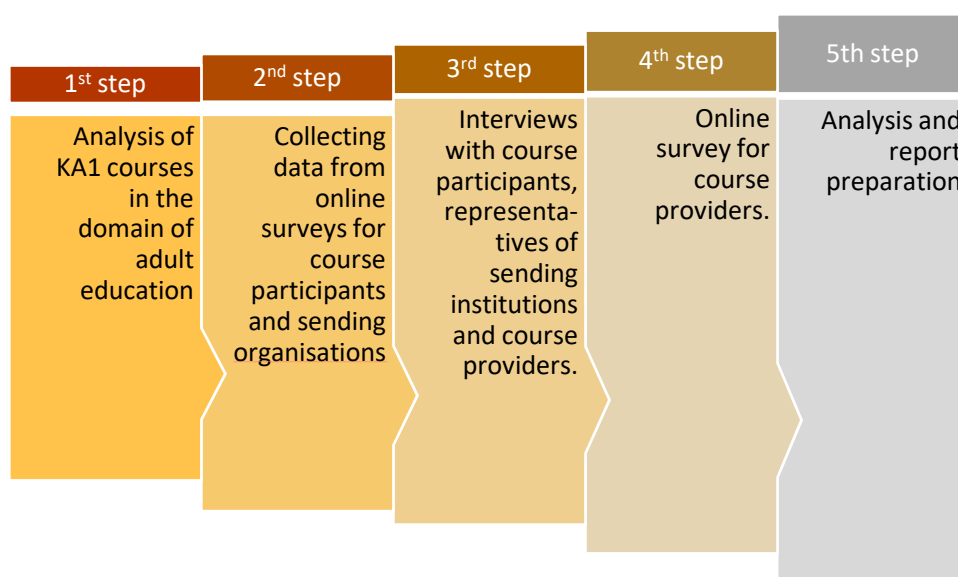 1st step
Analysis of
KA1 courses
in the
domain of
adult
education
2nd step
Collecting
data from
online
surveys for
course
participants
and sending
organisations
3rd step
Interviews
with course
participants,
representa-
tives of
sending
institutions
and course
providers.
4th step
Online
survey for
course
providers.
5th step
Analysis and
report
preparation